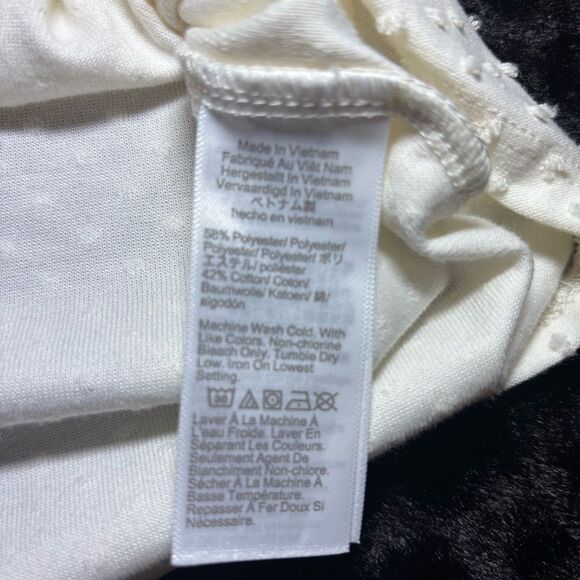 Made In Vietnam
Fabriqué Au Viêt Nam
Hergestellt In Vietnam
Vervaardigd In Vietnam
ベトナム製
hecho en vietnam
58% Polyester/ Polyester/
Polyester/ Polyester/ ポリ
エステル/ poliéster
42% Cotton/ Coton/
Baumwolle/ Katoen/ 綿/
algodón
Machine Wash Cold. With
Like Colors. Non-chlorine
Bleach Only. Tumble Dry
Low. Iron On Lowest
Setting.
Laver À La Machine À
L'eau Froide. Laver En
Séparant Les Couleurs.
Seulement Agent De
Blanchiment Non-chlore.
Sécher À La Machine À
Basse Température.
Repasser À Fer Doux Si
Nécessaire.